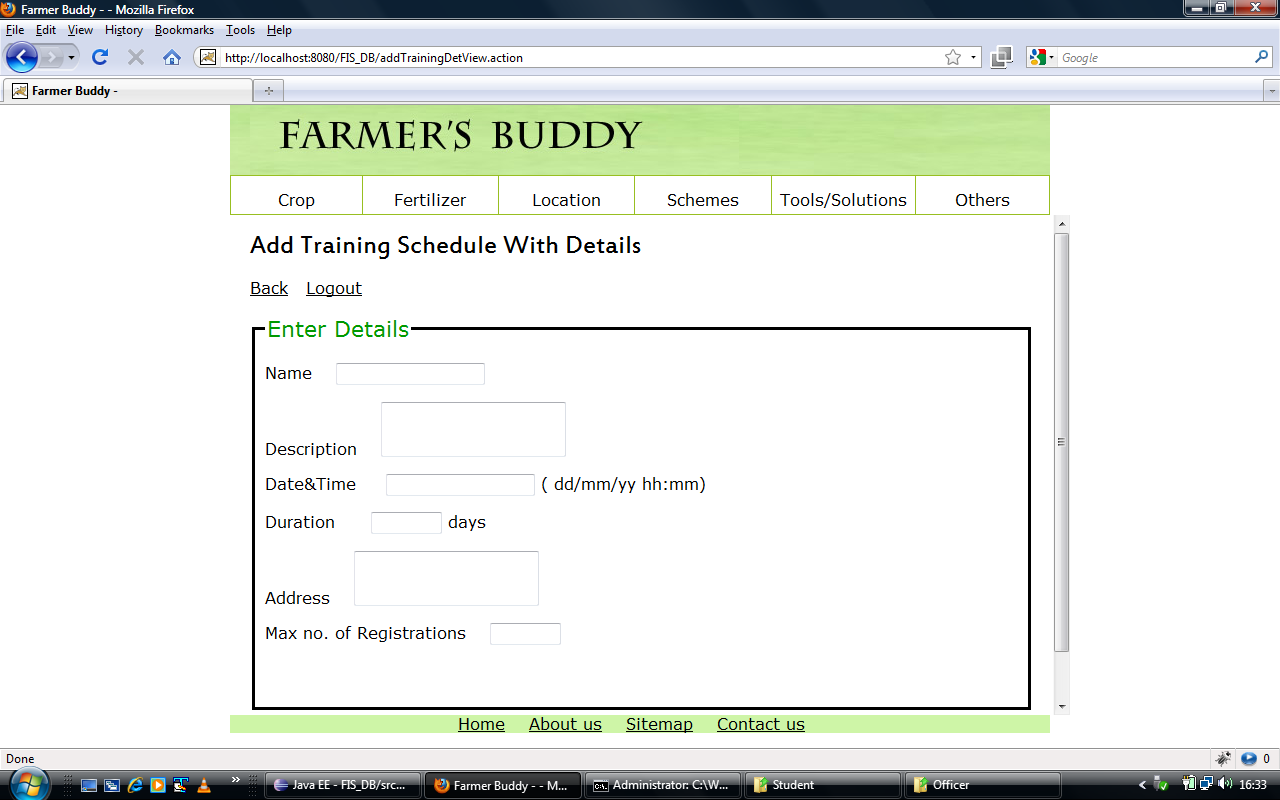 Farmer Buddy - - Mozilla Firefox
File Edit View History Bookmarks Tools Help
http://localhost:8080/FIS_DB/addTrainingDetView.action
Google
Farmer Buddy -
FARMER'S BUDDY
Crop Fertilizer Location Schemes Tools/Solutions Others
Add Training Schedule With Details
Back Logout
Enter Details
Name
Description
Date&Time ( dd/mm/yy hh:mm)
Duration days
Address
Max no. of Registrations
Home About us Sitemap Contact us
Done 0
Java EE - FIS_DB/src... Farmer Buddy - - M... Administrator: C:\W... Student Officer 16:33